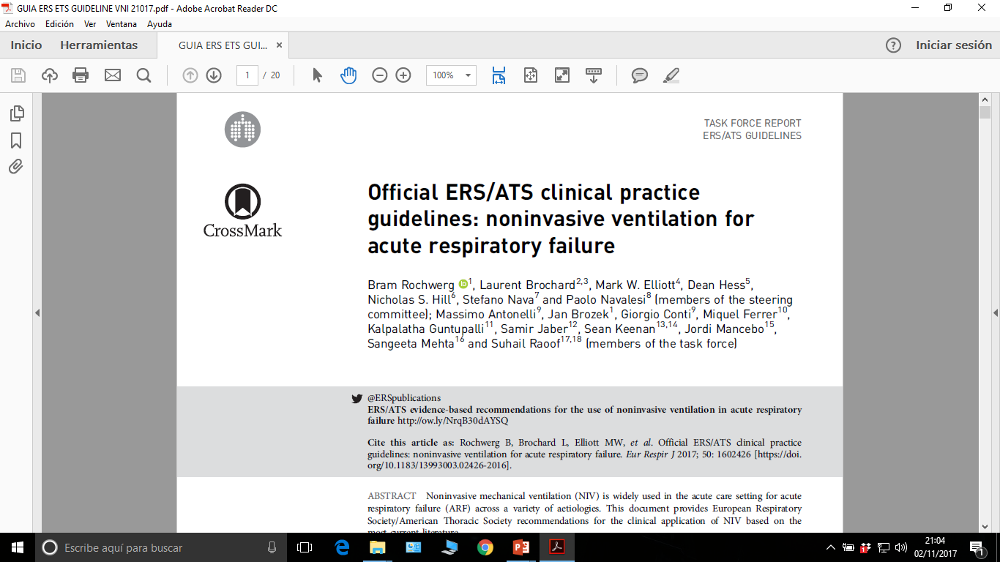 GUIA ERS ETS GUIDELINE VNI 21017.pdf - Adobe Acrobat Reader DC
Archivo Edición Ver Ventana Ayuda
Inicio Herramientas GUIA ERS ETS GUI... × ? Iniciar sesión
1 / 20 100%
TASK FORCE REPORT
ERS/ATS GUIDELINES
CrossMark
Official ERS/ATS clinical practice
guidelines: noninvasive ventilation for
acute respiratory failure
Bram Rochwerg iD1, Laurent Brochard2,3, Mark W. Elliott4, Dean Hess5,
Nicholas S. Hill6, Stefano Nava7 and Paolo Navalesi8 (members of the steering
committee); Massimo Antonelli9, Jan Brozek1, Giorgio Conti9, Miquel Ferrer10,
Kalpalatha Guntupalli11, Samir Jaber12, Sean Keenan13,14, Jordi Mancebo15,
Sangeeta Mehta16 and Suhail Raoof17,18 (members of the task force)
@ERSpublications
ERS/ATS evidence-based recommendations for the use of noninvasive ventilation in acute respiratory
failure http://ow.ly/NrqB30dAYSQ
Cite this article as: Rochwerg B, Brochard L, Elliott MW, et al. Official ERS/ATS clinical practice
guidelines: noninvasive ventilation for acute respiratory failure. Eur Respir J 2017; 50: 1602426 [https://doi.
org/10.1183/13993003.02426-2016].
ABSTRACT Noninvasive mechanical ventilation (NIV) is widely used in the acute care setting for acute
respiratory failure (ARF) across a variety of aetiologies. This document provides European Respiratory
Society/American Thoracic Society recommendations for the clinical application of NIV based on the
most current literature.
Escribe aquí para buscar
21:04
02/11/2017
1